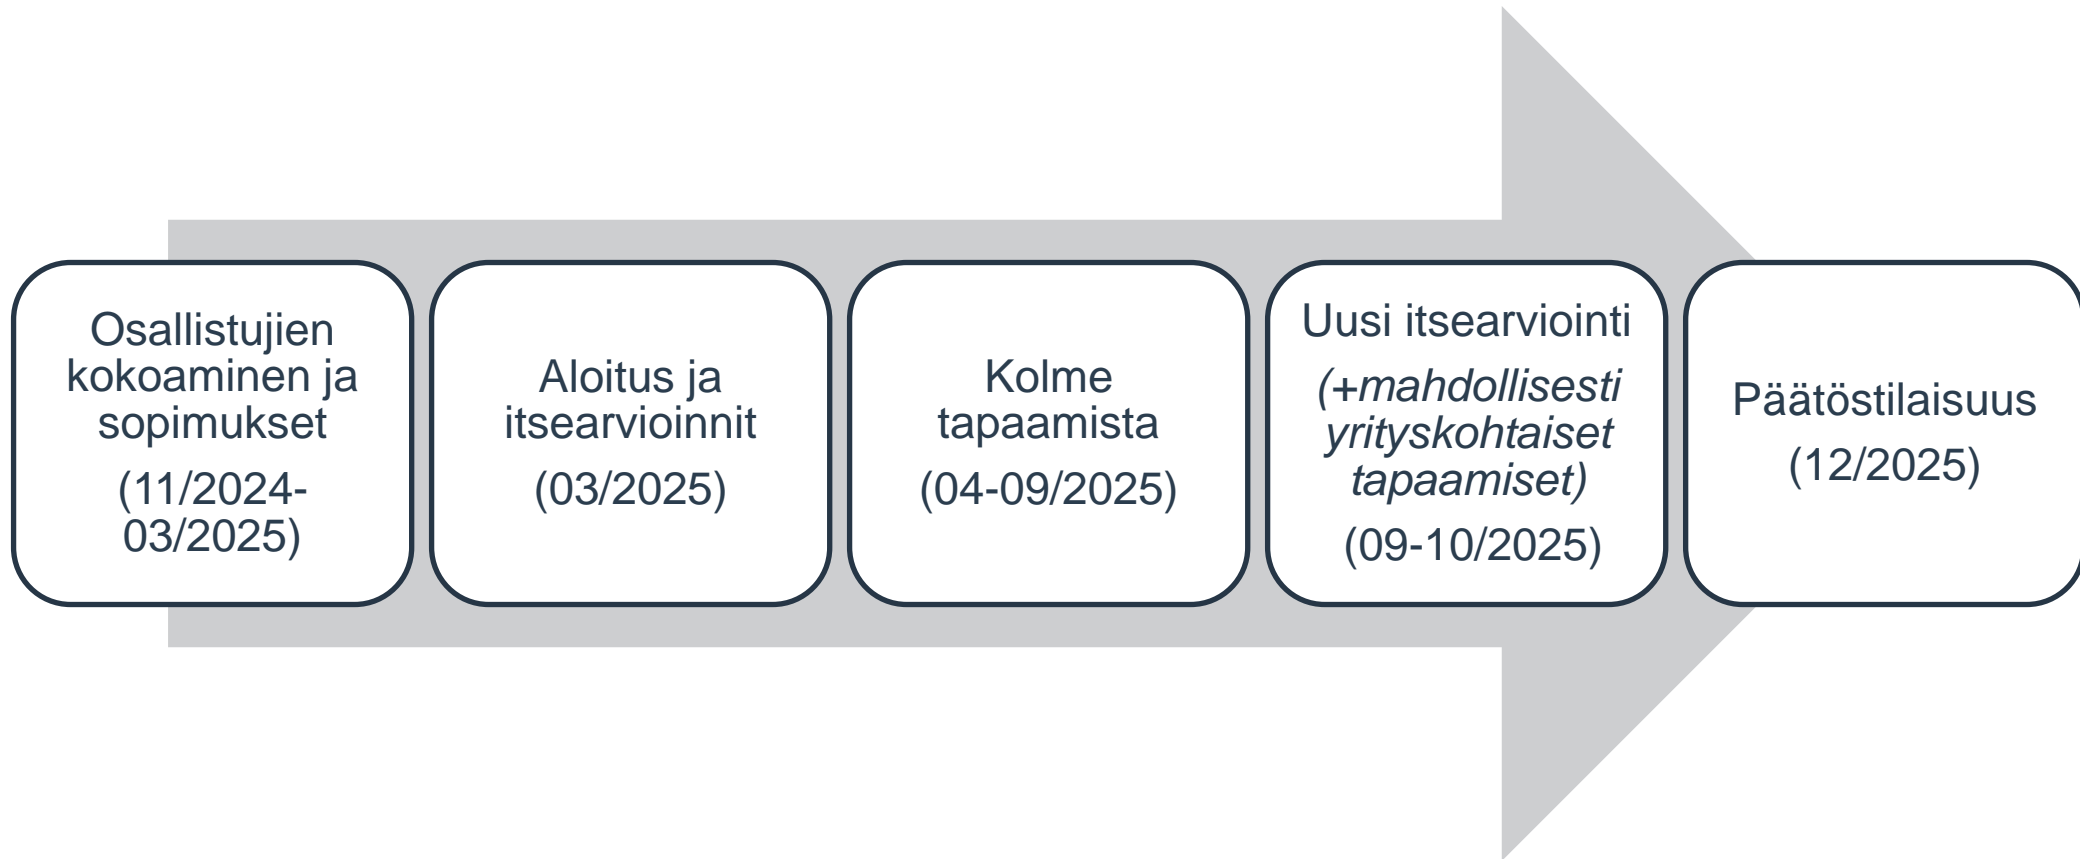 Osallistujien
kokoaminen ja
sopimukset
(11/2024-
03/2025)
Aloitus ja
itsearvioinnit
(03/2025)
Kolme
tapaamista
(04-09/2025)
Uusi itsearviointi
(+mahdollisesti
yrityskohtaiset
tapaamiset)
(09-10/2025)
Päätöstilaisuus
(12/2025)